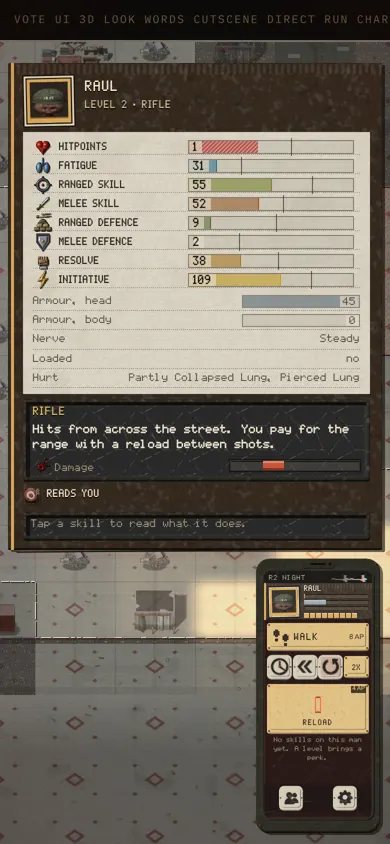 VOTE UI 3D LOOK WORDS CUTSCENE DIRECT RUN CHAR
RAUL
LEVEL 2 · RIFLE
HITPOINTS 1
FATIGUE 31
RANGED SKILL 55
MELEE SKILL 52
RANGED DEFENCE 9
MELEE DEFENCE 2
RESOLVE 38
INITIATIVE 109
Armour, head 45
Armour, body 0
Nerve Steady
Loaded no
Hurt Partly Collapsed Lung, Pierced Lung
RIFLE
Hits from across the street. You pay for the
range with a reload between shots.
Damage
READS YOU
Tap a skill to read what it does.
R2 NIGHT
RAUL
WALK 8 AP
2X
4 AP
RELOAD
No skills on this man
yet. A level brings a
perk.